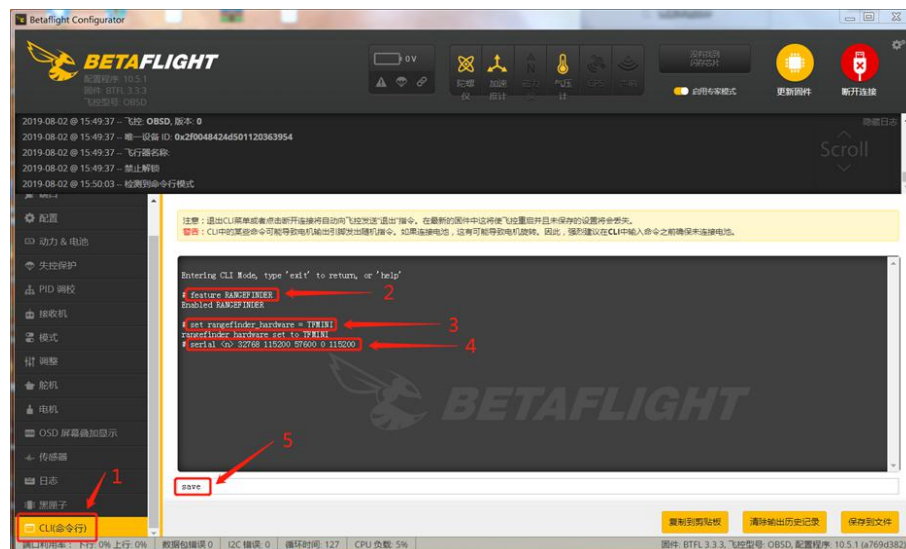 Betaflight Configurator
BETAFLIGHT
配置程序: 10.5.1
固件: BTFL 3.3.3
飞控型号: OBSD
0 V
陀螺仪
加速度计
气压计
启用专家模式
更新固件
断开连接
2019-08-02 @ 15:49:37 -- 飞控: OBSD, 版本: 0
隐藏日志
2019-08-02 @ 15:49:37 -- 唯一设备 ID: 0x2f0048424d501120363954
2019-08-02 @ 15:49:37 -- 飞行器名称:
2019-08-02 @ 15:49:37 -- 禁止解锁
2019-08-02 @ 15:50:03 -- 检测到命令行模式
Scroll
端口
配置
动力 & 电池
失控保护
PID 调校
接收机
模式
调整
舵机
电机
OSD 屏幕叠加显示
传感器
日志
黑匣子
CLI(命令行)
1
注意：退出CLI菜单或者点击断开连接将自动向飞控发送"退出"指令。在最新的固件中这将使飞控重启并且未保存的设置将会丢失。
警告：CLI中的某些命令可能导致电机输出引脚发出随机指令。如果连接电池，这有可能导致电机旋转。因此，强烈建议在CLI中输入命令之前确保未连接电池。
Entering CLI Mode, type 'exit' to return, or 'help'
# feature RANGEFINDER
2
Enabled RANGEFINDER
# set rangefinder_hardware = TFMINI
3
rangefinder_hardware set to TFMINI
# serial <n> 32768 115200 57600 0 115200
4
BETAFLIGHT
5
save
复制到剪贴板
清除输出历史记录
保存到文件
端口利用率: 下行: 0% 上行: 0%
数据包错误 0
I2C 错误: 0
循环时间: 127
CPU 负载: 5%
固件: BTFL 3.3.3, 飞控型号: OBSD, 配置程序: 10.5.1 (a769d382)